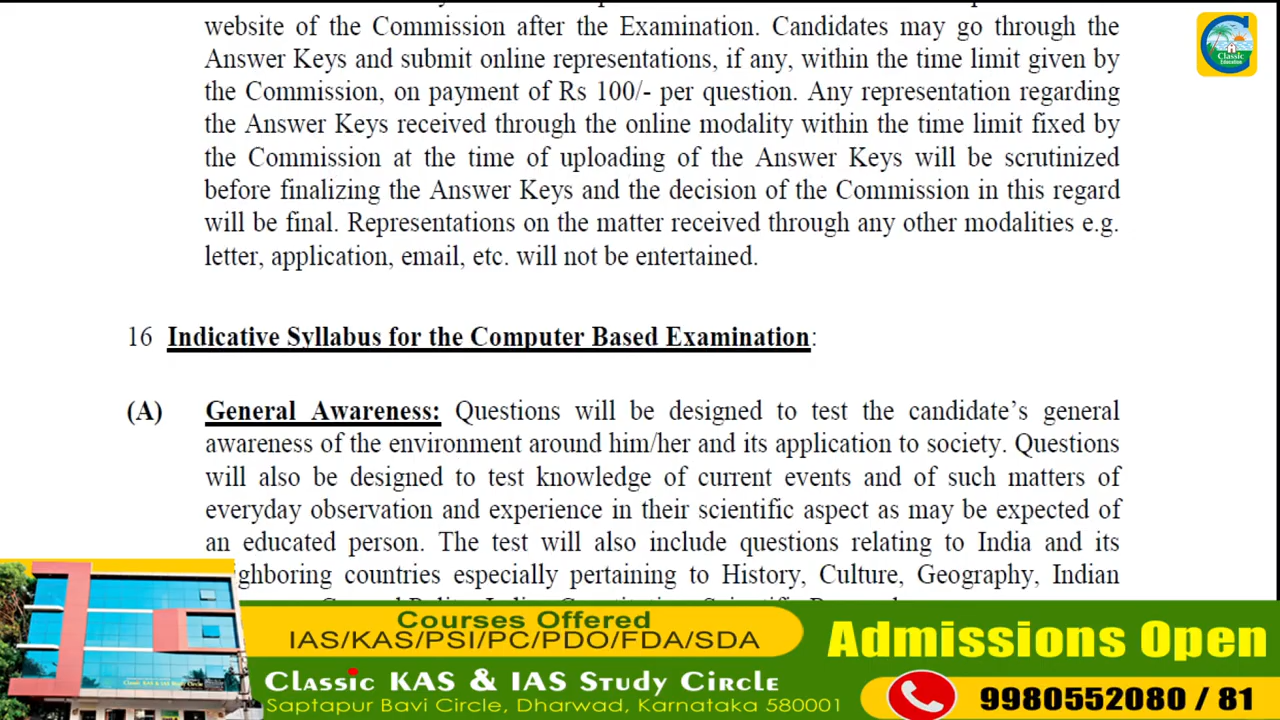 website of the Commission after the Examination. Candidates may go through the
Answer Keys and submit online representations, if any, within the time limit given by
the Commission, on payment of Rs 100/- per question. Any representation regarding
the Answer Keys received through the online modality within the time limit fixed by
the Commission at the time of uploading of the Answer Keys will be scrutinized
before finalizing the Answer Keys and the decision of the Commission in this regard
will be final. Representations on the matter received through any other modalities e.g.
letter, application, email, etc. will not be entertained.
16 Indicative Syllabus for the Computer Based Examination:
(A) General Awareness: Questions will be designed to test the candidate's general
awareness of the environment around him/her and its application to society. Questions
will also be designed to test knowledge of current events and of such matters of
everyday observation and experience in their scientific aspect as may be expected of
an educated person. The test will also include questions relating to India and its
countries especially pertaining to History, Culture, Geography, Indian
Classic
Education
Courses Offered
IAS/KAS/PSI/PC/PDO/FDA/SDA
Classic KAS & IAS Study Circle
Saptapur Bavi Circle, Dharwad, Karnataka 580001
Admissions Open
9980552080 / 81